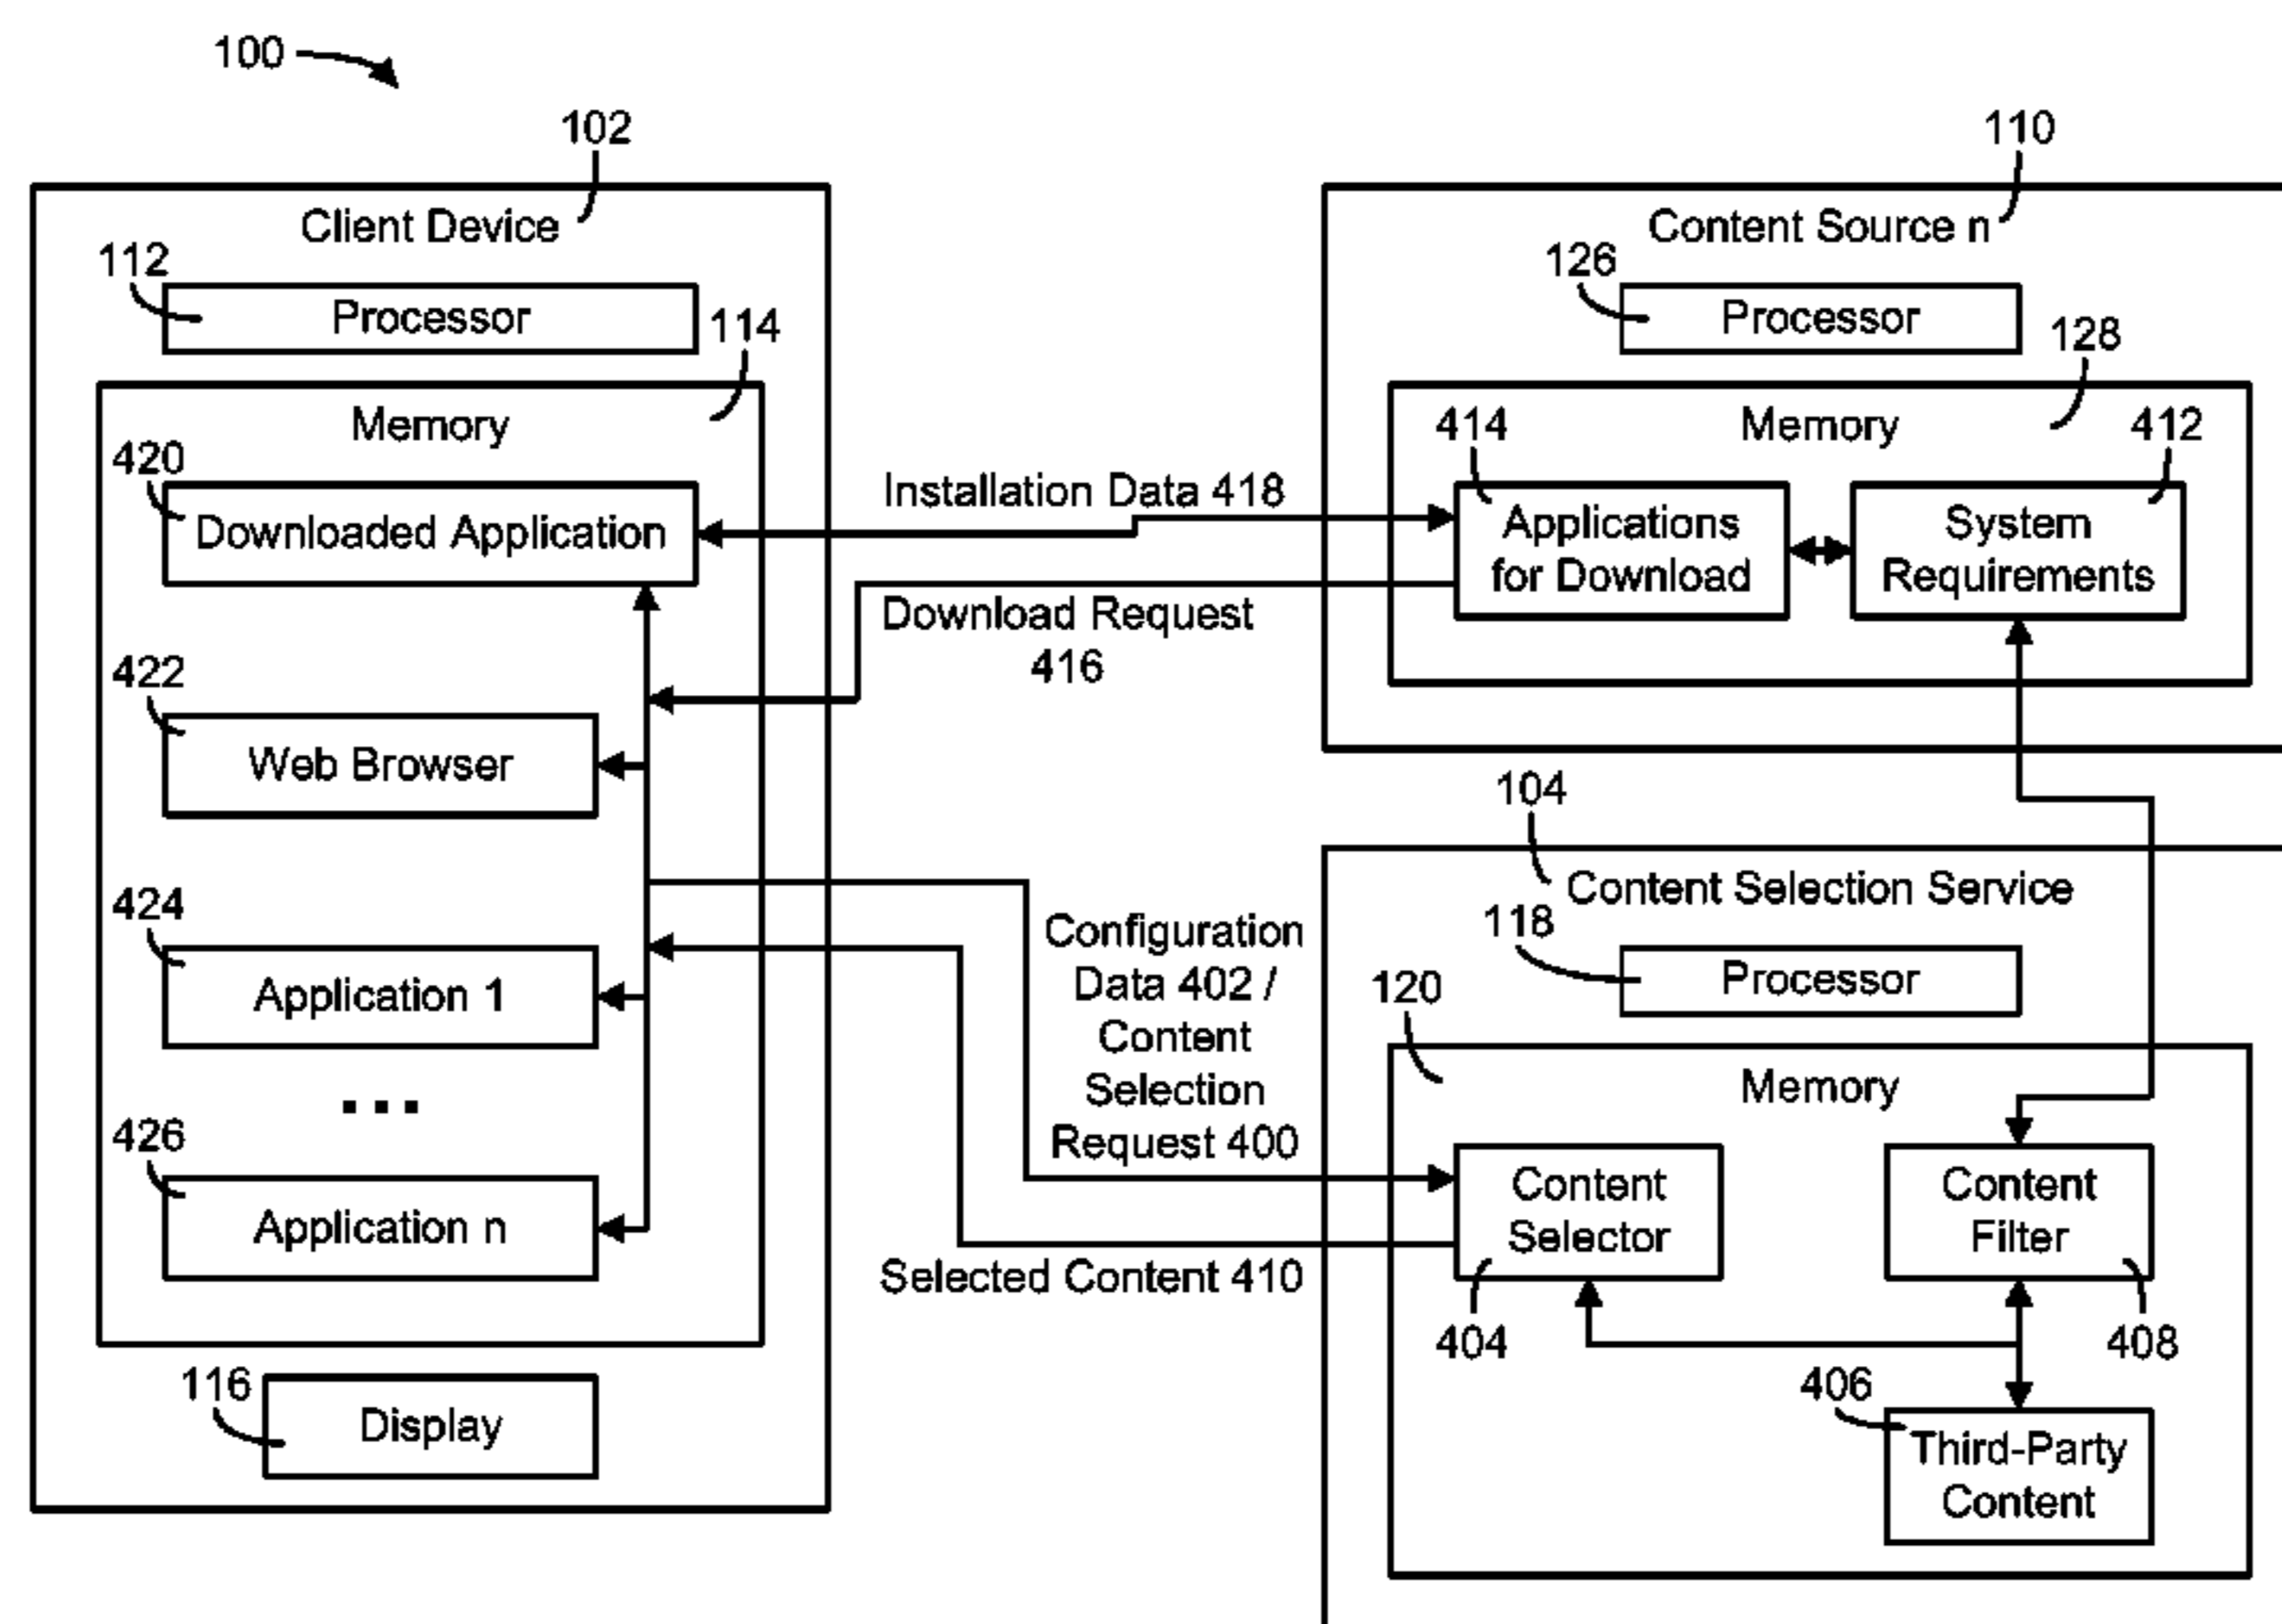 100
102
Client Device
112
Processor
114
Memory
420
Downloaded Application
422
Web Browser
424
Application 1
...
426
Application n
116
Display
Installation Data 418
Download Request
416
Configuration
Data 402 /
Content
Selection
Request 400
Selected Content 410
110
Content Source n
126
Processor
128
Memory
414
412
Applications
for Download
System
Requirements
104
Content Selection Service
118
Processor
120
Memory
Content
Selector
404
Content
Filter
408
406
Third-Party
Content